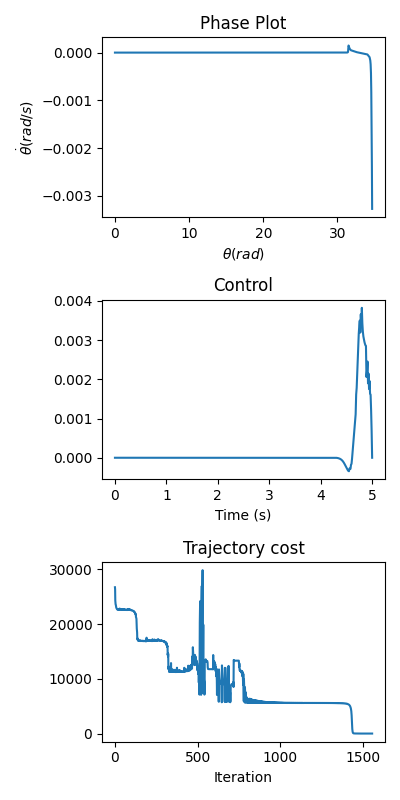 Phase Plot
0.000
−0.001
−0.002
−0.003
θ̇(rad/s)
0 10 20 30
θ(rad)
Control
0.004
0.003
0.002
0.001
0.000
0 1 2 3 4 5
Time (s)
Trajectory cost
30000
20000
10000
0
0 500 1000 1500
Iteration